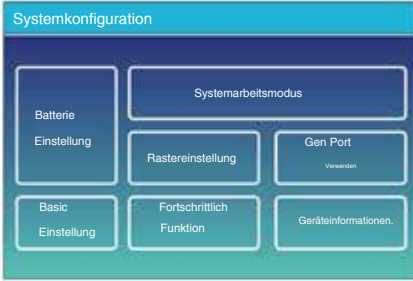 Systemkonfiguration
Systemarbeitsmodus
Batterie
Einstellung
Rastereinstellung
Gen Port
Verwenden
Basic
Einstellung
Fortschrittlich
Funktion
Geräteinformationen.